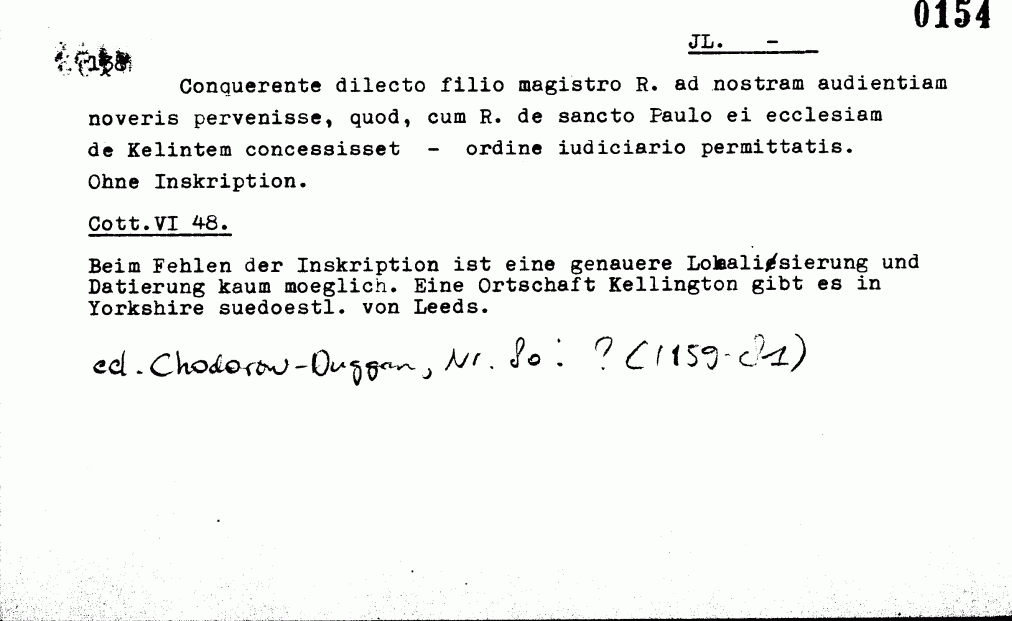 0154
JL. -
Conquerente dilecto filio magistro R. ad nostram audientiam
noveris pervenisse, quod, cum R. de sancto Paulo ei ecclesiam
de Kelintem concessisset - ordine iudiciario permittatis.
Ohne Inskription.
Cott.VI 48.
Beim Fehlen der Inskription ist eine genauere Lokalisierung und
Datierung kaum moeglich. Eine Ortschaft Kellington gibt es in
Yorkshire suedoestl. von Leeds.
ed. Chodorow-Duggan, Nr. 80: ? (1159-81)